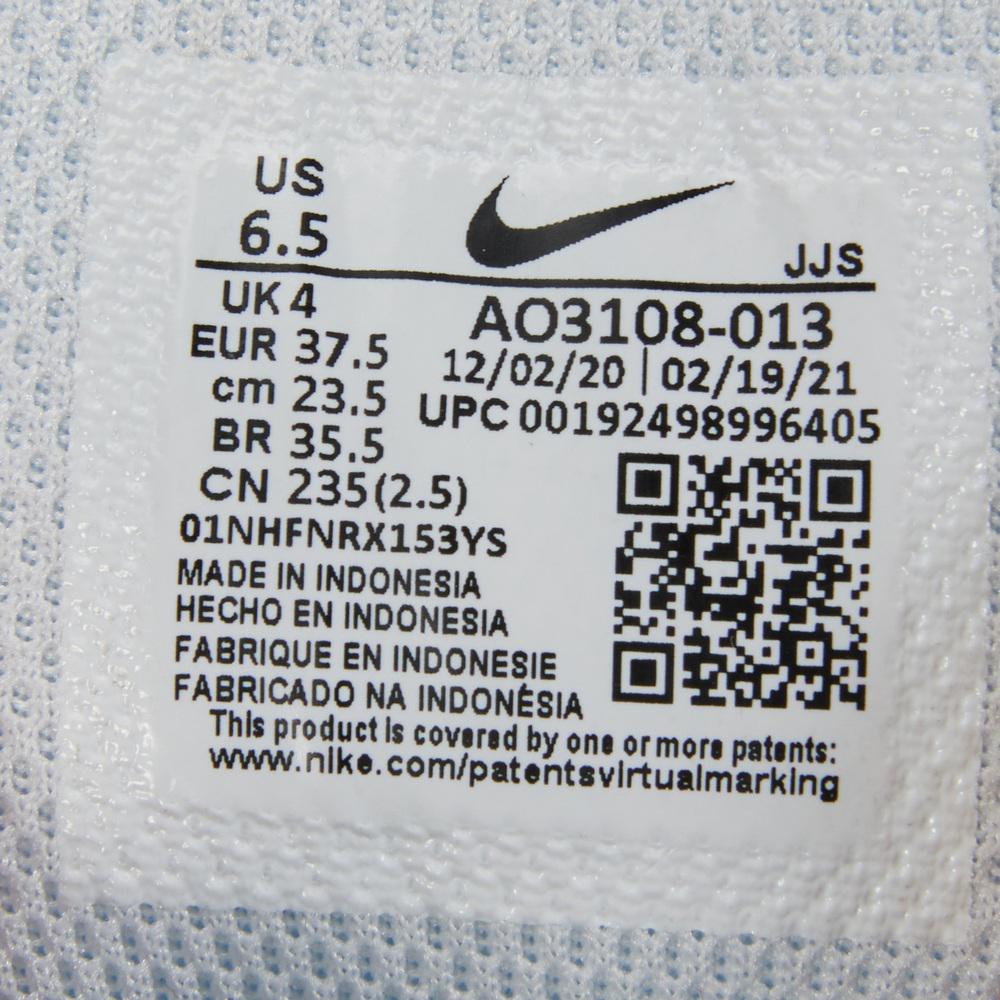 US
6.5
JJS
UK 4
EUR 37.5
cm 23.5
BR 35.5
CN 235(2.5)
AO3108-013
12/02/20 | 02/19/21
UPC 00192498996405
01NHFNRX153YS
MADE IN INDONESIA
HECHO EN INDONESIA
FABRIQUE EN INDONESIE
FABRICADO NA INDONÉSIA
This product is covered by one or more patents:
www.nike.com/patentsvirtualmarking